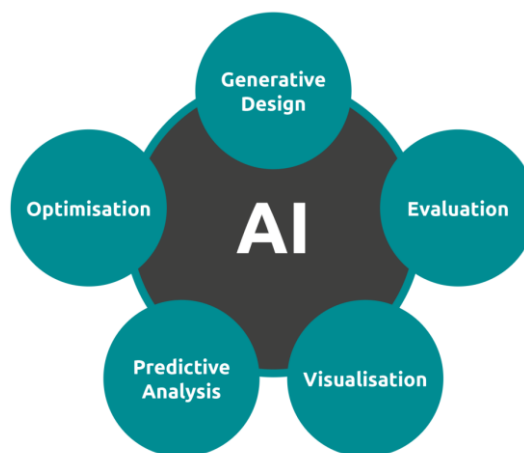 Generative
Design
Optimisation
AI
Evaluation
Predictive
Analysis
Visualisation